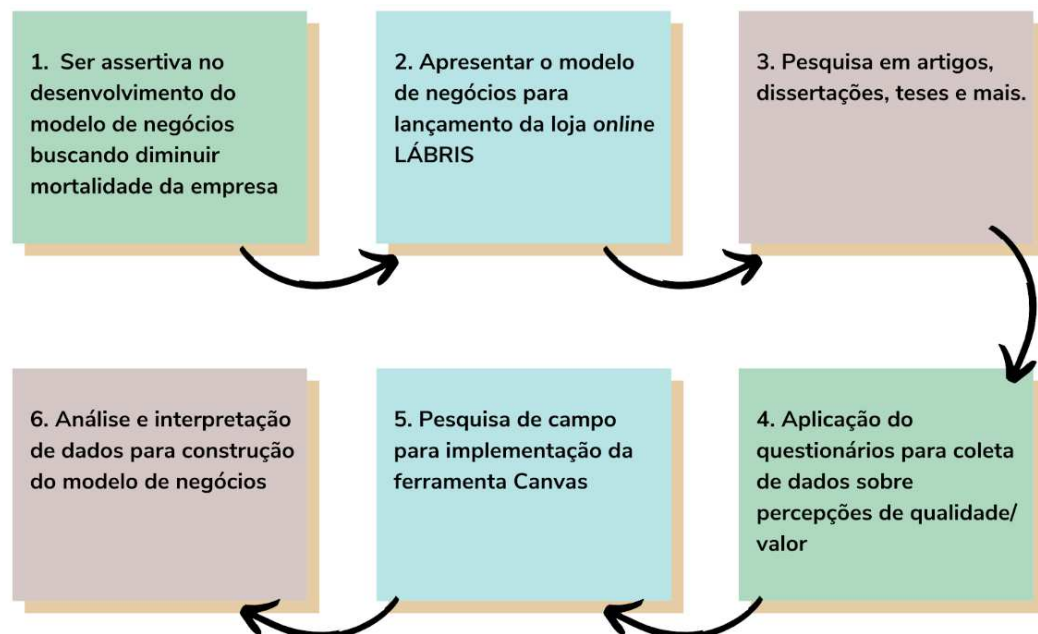 1. Ser assertiva no
desenvolvimento do
modelo de negócios
buscando diminuir
mortalidade da empresa
2. Apresentar o modelo
de negócios para
lançamento da loja online
LÁBRIS
3. Pesquisa em artigos,
dissertações, teses e mais.
4. Aplicação do
questionários para coleta
de dados sobre
percepções de qualidade/
valor
5. Pesquisa de campo
para implementação da
ferramenta Canvas
6. Análise e interpretação
de dados para construção
do modelo de negócios